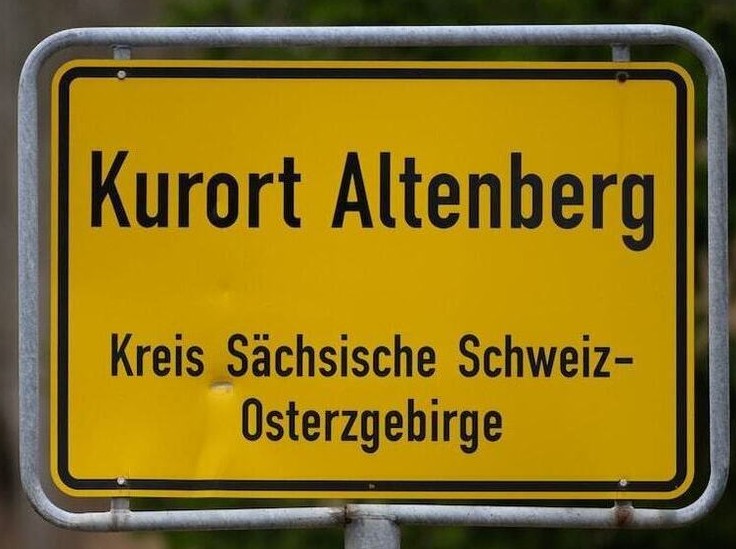 Kurort Altenberg
Kreis Sächsische Schweiz-
Osterzgebirge